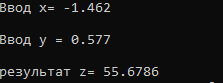 Ввод x= -1.462
Ввод y = 0.577
результат z= 55.6786